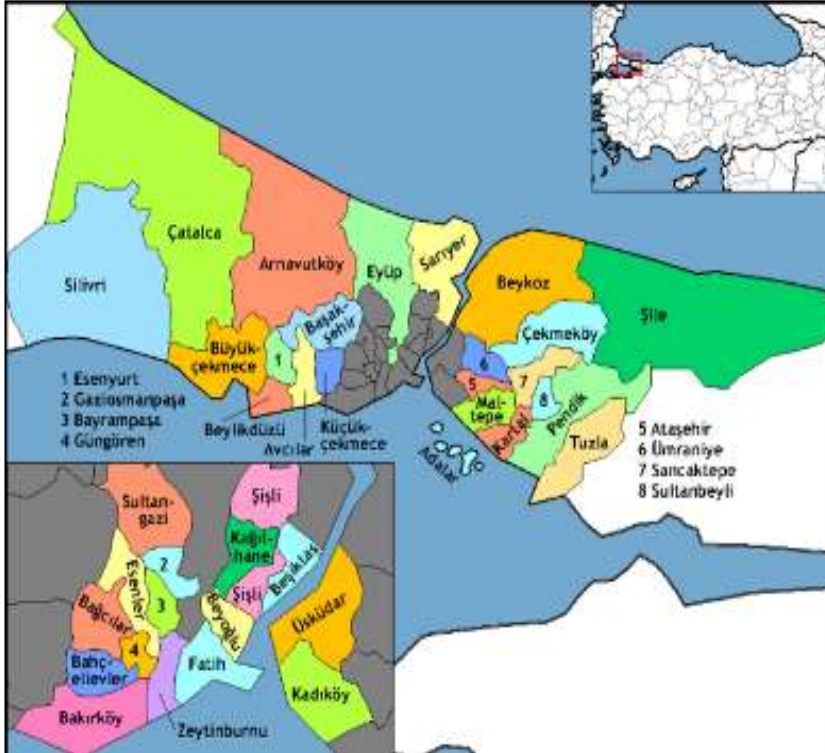 Çatalca
Silivri
Arnavutköy
Eyüp
Sarıyer
Beykoz
Şile
Çekmeköy
Başak-
şehir
Büyük-
çekmece
1
6
7
5
8
Mal-
tepe
Kartal
Pendik
Tuzla
Adalar
Beylikdüzü
Avcılar
Küçük-
çekmece
1 Esenyurt
2 Gaziosmanpaşa
3 Bayrampaşa
4 Güngören
5 Ataşehir
6 Ümraniye
7 Sancaktepe
8 Sultanbeyli
Sultan-
gazi
Şişli
Kağıt-
hane
Beşiktaş
2
Esenler
3
Şişli
Beyoğlu
Üsküdar
Bağcılar
4
Bahç-
elievler
Fatih
Kadıköy
Bakırköy
Zeytinburnu